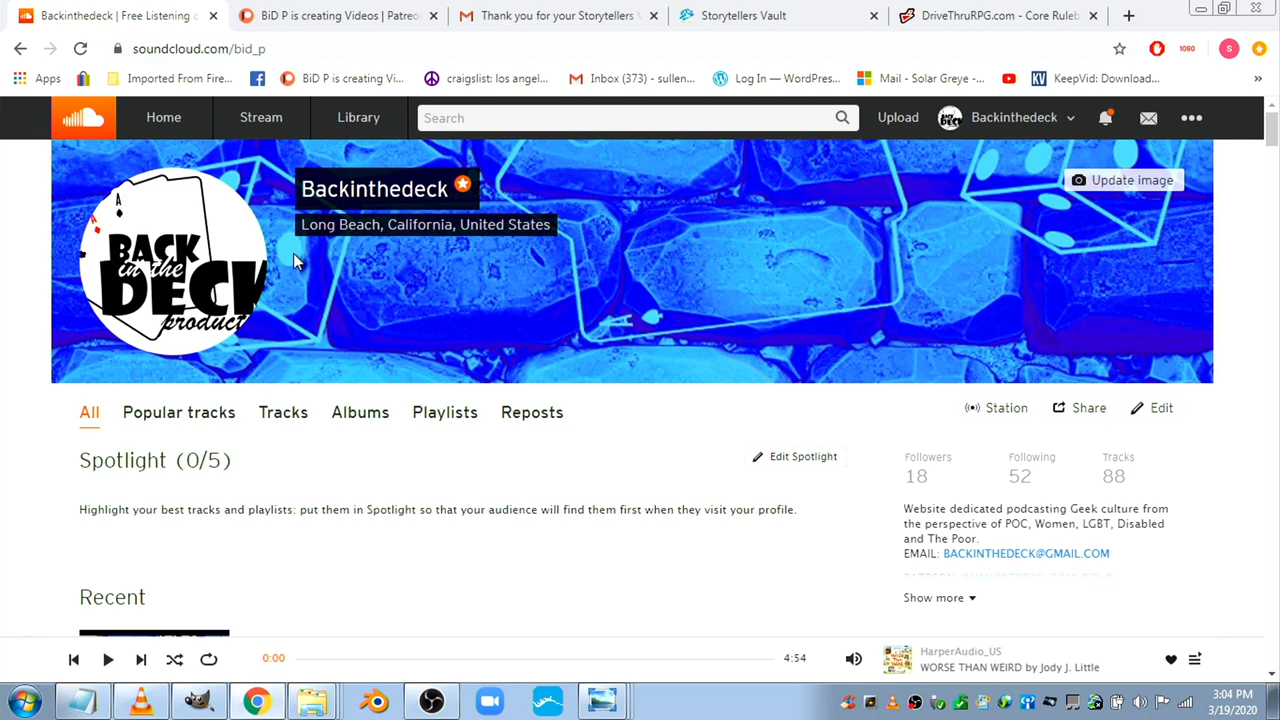 Backinthedeck | Free Listening c
BiD P is creating Videos | Patreo
Thank you for your Storytellers V
Storytellers Vault
DriveThruRPG.com - Core Ruleb
soundcloud.com/bid_p
1080
S
Apps
Imported From Fire...
BiD P is creating Vi...
craigslist: los angel...
Inbox (373) - sullen...
Log In — WordPress...
Mail - Solar Greye -...
KV
KeepVid: Download...
»
Home
Stream
Library
Search
Upload
Backinthedeck
Backinthedeck
Long Beach, California, United States
Update image
A
A
BACK
in the
DECK
product
All
Popular tracks
Tracks
Albums
Playlists
Reposts
Station
Share
Edit
Spotlight (0/5)
Edit Spotlight
Followers
Following
Tracks
18
52
88
Highlight your best tracks and playlists: put them in Spotlight so that your audience will find them first when they visit your profile.
Website dedicated podcasting Geek culture from
the perspective of POC, Women, LGBT, Disabled
and The Poor.
EMAIL: BACKINTHEDECK@GMAIL.COM
Show more
Recent
0:00
4:54
HarperAudio_US
WORSE THAN WEIRD by Jody J. Little
3:04 PM
3/19/2020